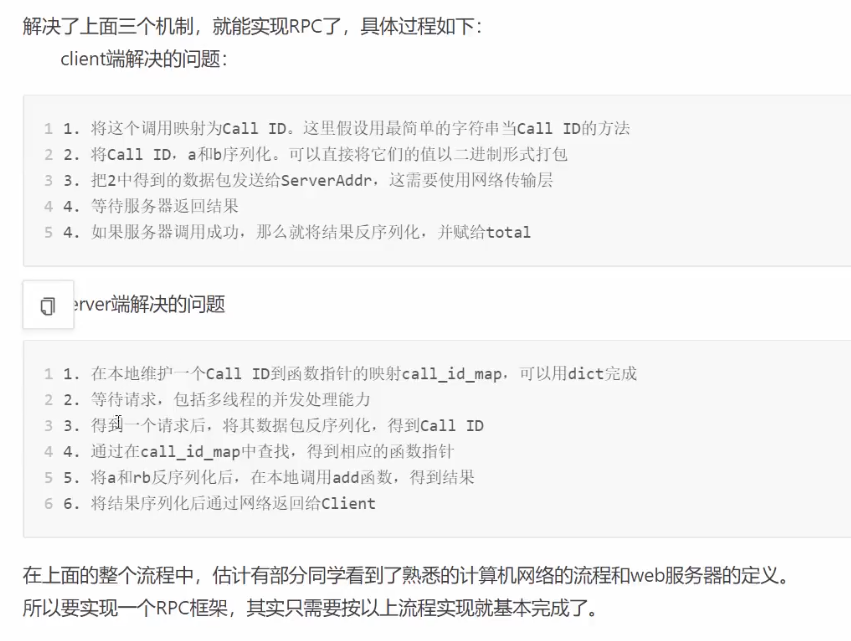 解决了上面三个机制，就能实现RPC了，具体过程如下：
client端解决的问题：
1 1. 将这个调用映射为Call ID。这里假设用最简单的字符串当Call ID的方法
2 2. 将Call ID，a和b序列化。可以直接将它们的值以二进制形式打包
3 3. 把2中得到的数据包发送给ServerAddr，这需要使用网络传输层
4 4. 等待服务器返回结果
5 4. 如果服务器调用成功，那么就将结果反序列化，并赋给total
erver端解决的问题
1 1. 在本地维护一个Call ID到函数指针的映射call_id_map，可以用dict完成
2 2. 等待请求，包括多线程的并发处理能力
3 3. 得到一个请求后，将其数据包反序列化，得到Call ID
4 4. 通过在call_id_map中查找，得到相应的函数指针
5 5. 将a和rb反序列化后，在本地调用add函数，得到结果
6 6. 将结果序列化后通过网络返回给Client
在上面的整个流程中，估计有部分同学看到了熟悉的计算机网络的流程和web服务器的定义。
所以要实现一个RPC框架，其实只需要按以上流程实现就基本完成了。